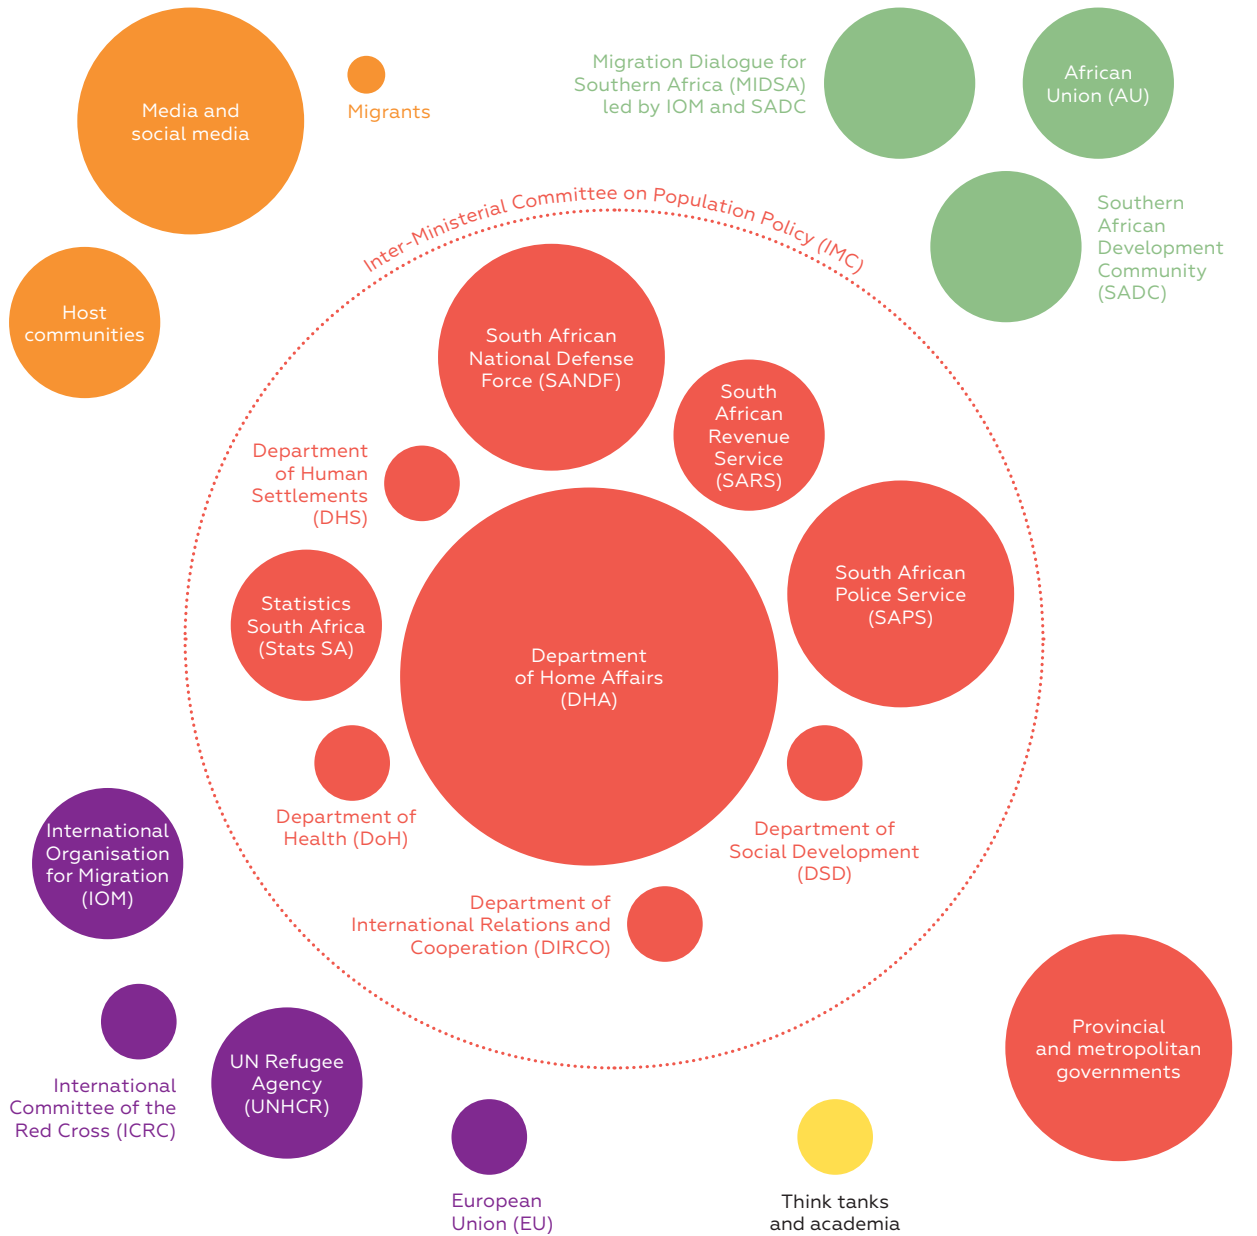 Media and
social media
Migrants
Migration Dialogue for
Southern Africa (MIDSA)
led by IOM and SADC
African
Union (AU)
Southern
African
Development
Community
(SADC)
Host
communities
Inter-Ministerial Committee on Population Policy (IMC)
South African
National Defense
Force (SANDF)
South
African
Revenue
Service
(SARS)
Department
of Human
Settlements
(DHS)
South African
Police Service
(SAPS)
Statistics
South Africa
(Stats SA)
Department
of Home Affairs
(DHA)
Department of
Health (DoH)
Department of
Social Development
(DSD)
International
Organisation
for Migration
(IOM)
Department of
International Relations and
Cooperation (DIRCO)
Provincial
and metropolitan
governments
International
Committee of the
Red Cross (ICRC)
UN Refugee
Agency
(UNHCR)
European
Union (EU)
Think tanks
and academia